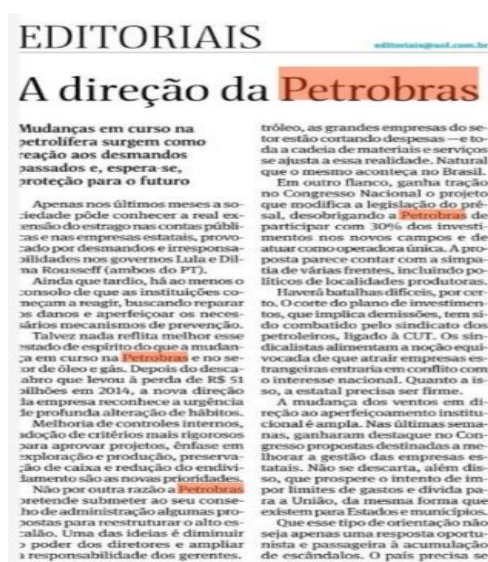 EDITORIAIS
editoriais@uol.com.br
A direção da Petrobras
Mudanças em curso na
petrolífera surgem como
reação aos desmandos
passados e, espera-se,
proteção para o futuro
Apenas nos últimos meses a so-
ciedade pôde conhecer a real ex-
tensão do estrago nas contas públi-
cas e nas empresas estatais, provo-
cado por desmandos e irresponsa-
bilidades nos governos Lula e Dil-
ma Rousseff (ambos do PT).
Ainda que tardio, há ao menos o
consolo de que as instituições co-
meçam a reagir, buscando reparar
os danos e aperfeiçoar os neces-
sários mecanismos de prevenção.
Talvez nada reflita melhor esse
estado de espírito do que a mudan-
ça em curso na Petrobras e no se-
tor de óleo e gás. Depois do desca-
labro que levou à perda de R$ 51
bilhões em 2014, a nova direção
da empresa reconhece a urgência
de profunda alteração de hábitos.
Melhoria de controles internos,
adoção de critérios mais rigorosos
para aprovar projetos, ênfase em
exploração e produção, preserva-
ção de caixa e redução do endivi-
damento são as novas prioridades.
Não por outra razão a Petrobras
pretende submeter ao seu conse-
lho de administração algumas pro-
postas para reestruturar o alto es-
calão. Uma das ideias é diminuir
o poder dos diretores e ampliar
a responsabilidade dos gerentes.
tróleo, as grandes empresas do se-
tor estão cortando despesas —e to-
da a cadeia de materiais e serviços
se ajusta a essa realidade. Natural
que o mesmo aconteça no Brasil.
Em outro flanco, ganha tração
no Congresso Nacional o projeto
que modifica a legislação do pré-
sal, desobrigando a Petrobras de
participar com 30% dos investi-
mentos nos novos campos e de
atuar como operadora única. A pro-
posta parece contar com a simpa-
tia de várias frentes, incluindo po-
líticos de localidades produtoras.
Haverá batalhas difíceis, por cer-
to. O corte do plano de investimen-
tos, que implica demissões, tem si-
do combatido pelo sindicato dos
petroleiros, ligado à CUT. Os sin-
dicalistas alimentam a noção equi-
vocada de que atrair empresas es-
trangeiras entraria em conflito com
o interesse nacional. Quanto a is-
so, a estatal precisa ser firme.
A mudança dos ventos em di-
reção ao aperfeiçoamento institu-
cional é ampla. Nas últimas sema-
nas, ganharam destaque no Con-
gresso propostas destinadas a me-
lhorar a gestão das empresas es-
tatais. Não se descarta, além dis-
so, que prospere o intento de im-
por limites de gastos e dívida pa-
ra a União, da mesma forma que
existem para Estados e municípios.
Que esse tipo de orientação não
seja apenas uma resposta oportu-
nista e passageira à acumulação
de escândalos. O país precisa se